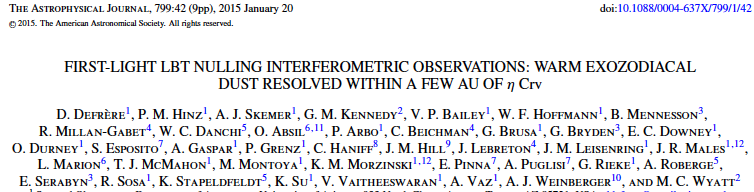 THE ASTROPHYSICAL JOURNAL, 799:42 (9pp), 2015 January 20 doi:10.1088/0004-637X/799/1/42
© 2015. The American Astronomical Society. All rights reserved.
FIRST-LIGHT LBT NULLING INTERFEROMETRIC OBSERVATIONS: WARM EXOZODIACAL
DUST RESOLVED WITHIN A FEW AU OF η Crv
D. DEFRÈRE1, P. M. HINZ1, A. J. SKEMER1, G. M. KENNEDY2, V. P. BAILEY1, W. F. HOFFMANN1, B. MENNESSON3,
R. MILLAN-GABET4, W. C. DANCHI5, O. ABSIL6,11, P. ARBO1, C. BEICHMAN4, G. BRUSA1, G. BRYDEN3, E. C. DOWNEY1,
O. DURNEY1, S. ESPOSITO7, A. GASPAR1, P. GRENZ1, C. HANIFF8, J. M. HILL9, J. LEBRETON4, J. M. LEISENRING1, J. R. MALES1,12,
L. MARION6, T. J. MCMAHON1, M. MONTOYA1, K. M. MORZINSKI1,12, E. PINNA7, A. PUGLISI7, G. RIEKE1, A. ROBERGE5,
E. SERABYN3, R. SOSA1, K. STAPELDFELDT5, K. SU1, V. VAITHEESWARAN1, A. VAZ1, A. J. WEINBERGER10, AND M. C. WYATT2